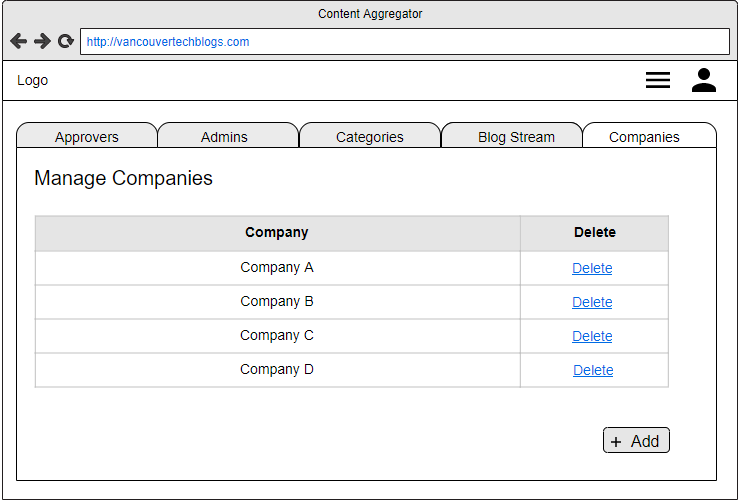 Content Aggregator
http://vancouvertechblogs.com
Logo
Approvers Admins Categories Blog Stream Companies
Manage Companies
Company Delete
Company A Delete
Company B Delete
Company C Delete
Company D Delete
+ Add